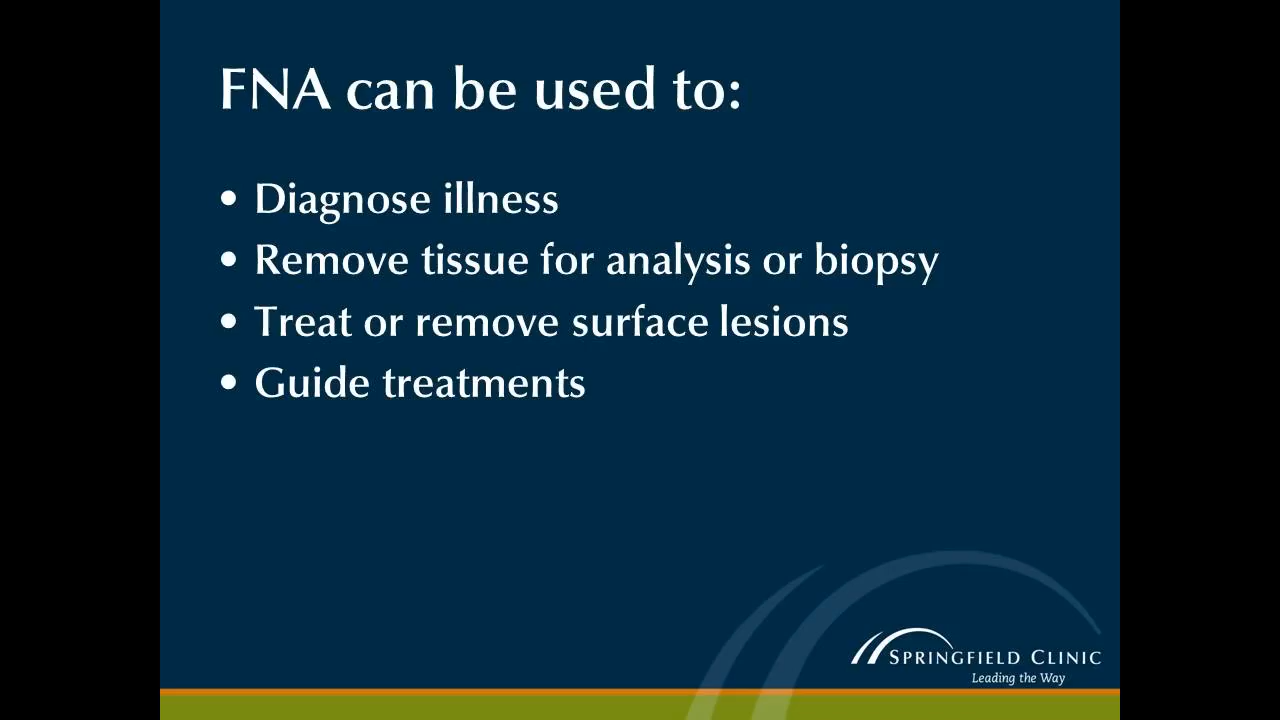 FNA can be used to:
• Diagnose illness
• Remove tissue for analysis or biopsy
• Treat or remove surface lesions
• Guide treatments
SPRINGFIELD CLINIC
Leading the Way